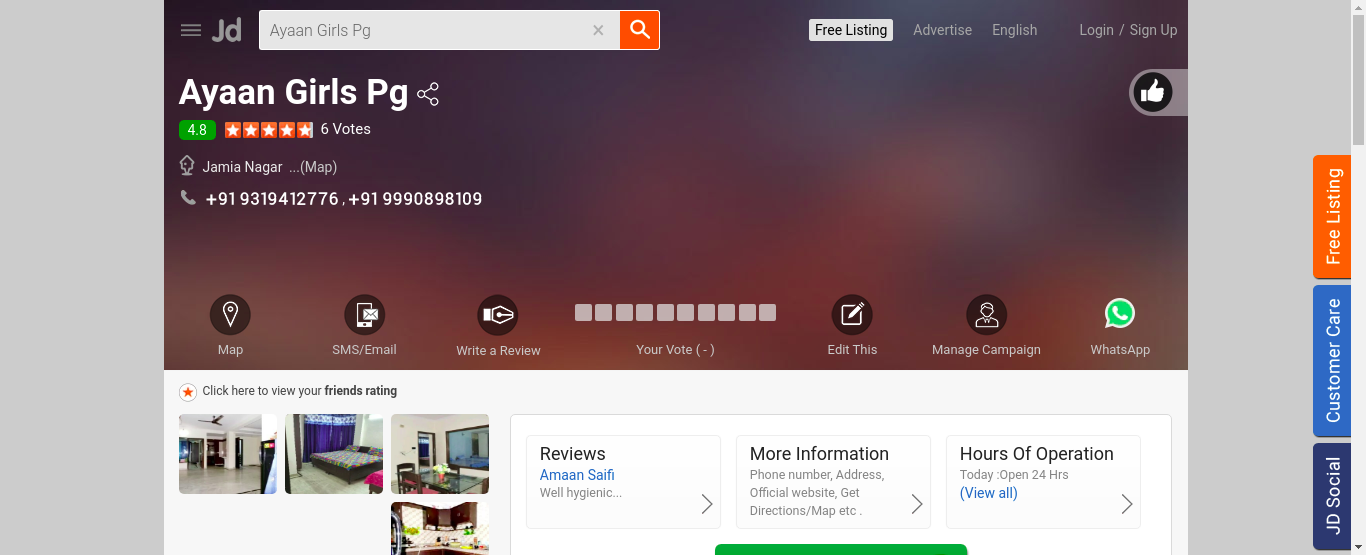 Jd
Ayaan Girls Pg
Free Listing
Advertise
English
Login / Sign Up
Ayaan Girls Pg
4.8
6 Votes
Jamia Nagar ...(Map)
+91 9319412776 , +91 9990898109
Map
SMS/Email
Write a Review
Your Vote ( - )
Edit This
Manage Campaign
WhatsApp
Click here to view your friends rating
Reviews
Amaan Saifi
Well hygienic...
More Information
Phone number, Address,
Official website, Get
Directions/Map etc .
Hours Of Operation
Today :Open 24 Hrs
(View all)
Free Listing
Customer Care
JD Social